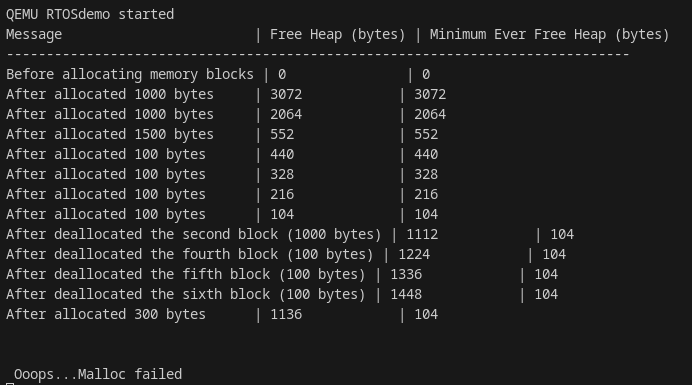 QEMU RTOSdemo started
Message                        | Free Heap (bytes) | Minimum Ever Free Heap (bytes)
------------------------------------------------------------------------------
Before allocating memory blocks | 0               | 0
After allocated 1000 bytes     | 3072            | 3072
After allocated 1000 bytes     | 2064            | 2064
After allocated 1500 bytes     | 552             | 552
After allocated 100 bytes      | 440             | 440
After allocated 100 bytes      | 328             | 328
After allocated 100 bytes      | 216             | 216
After allocated 100 bytes      | 104             | 104
After deallocated the second block (1000 bytes) | 1112            | 104
After deallocated the fourth block (100 bytes) | 1224            | 104
After deallocated the fifth block (100 bytes) | 1336            | 104
After deallocated the sixth block (100 bytes) | 1448            | 104
After allocated 300 bytes      | 1136            | 104
Ooops...Malloc failed